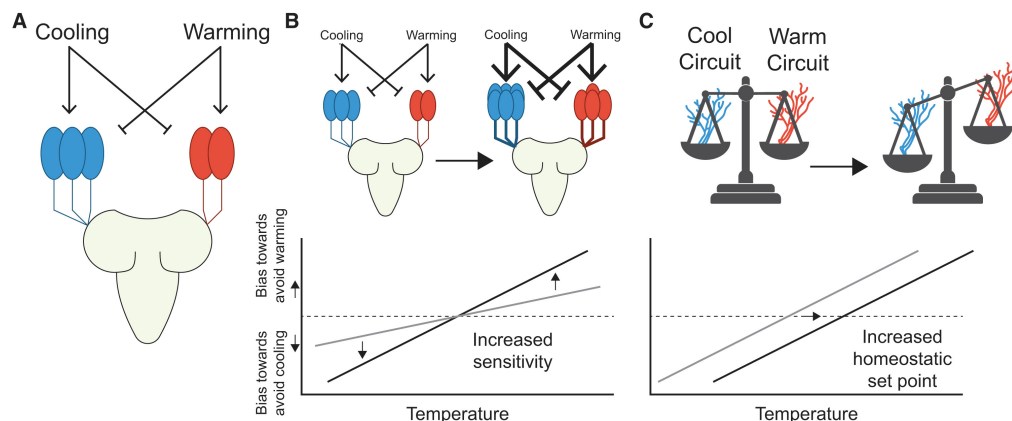 A
Cooling Warming
B
Cooling Warming
Cooling Warming
Bias towards
avoid warming
Bias towards
avoid cooling
Increased
sensitivity
Temperature
C
Cool
Circuit
Warm
Circuit
Increased
homeostatic
set point
Temperature